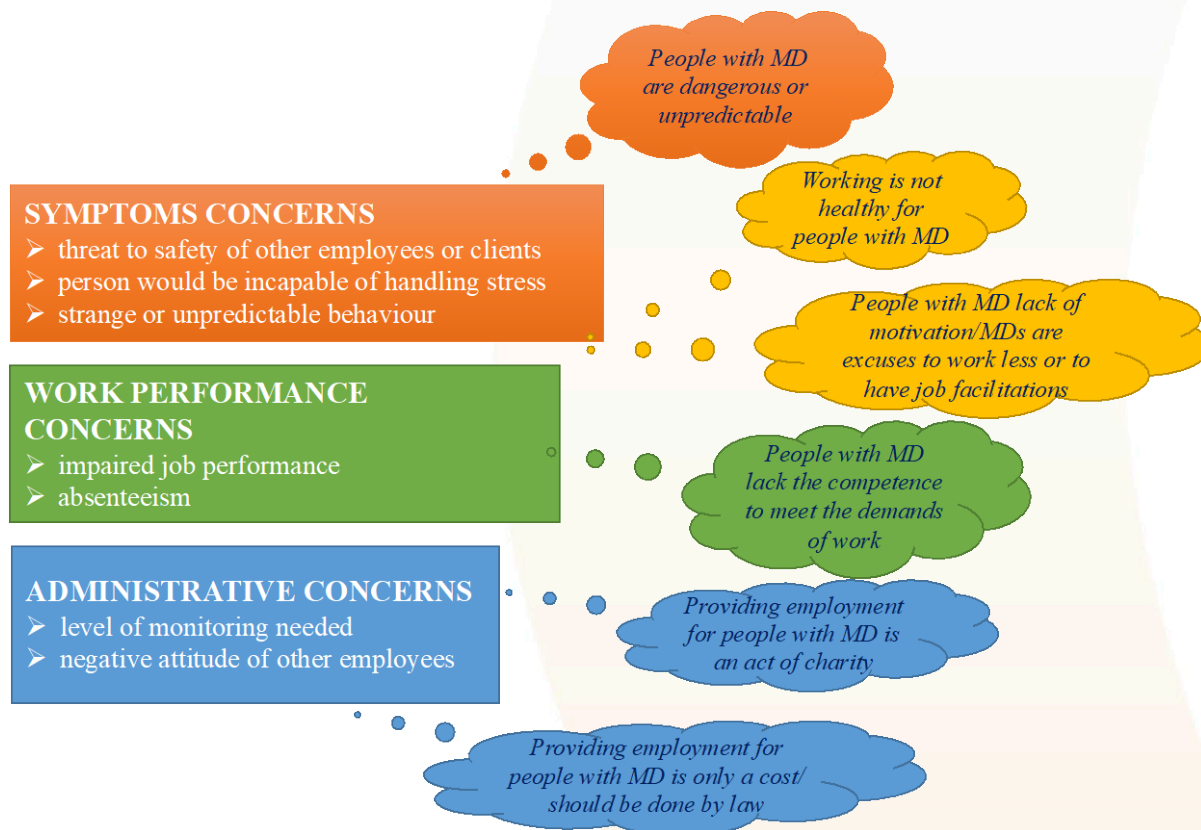 People with MD
are dangerous or
unpredictable
Working is not
healthy for
people with MD
SYMPTOMS CONCERNS
➢ threat to safety of other employees or clients
➢ person would be incapable of handling stress
➢ strange or unpredictable behaviour
People with MD lack of
motivation/MDs are
excuses to work less or to
have job facilitations
WORK PERFORMANCE
CONCERNS
➢ impaired job performance
➢ absenteeism
People with MD
lack the competence
to meet the demands
of work
ADMINISTRATIVE CONCERNS
➢ level of monitoring needed
➢ negative attitude of other employees
Providing employment
for people with MD is
an act of charity
Providing employment for
people with MD is only a cost/
should be done by law